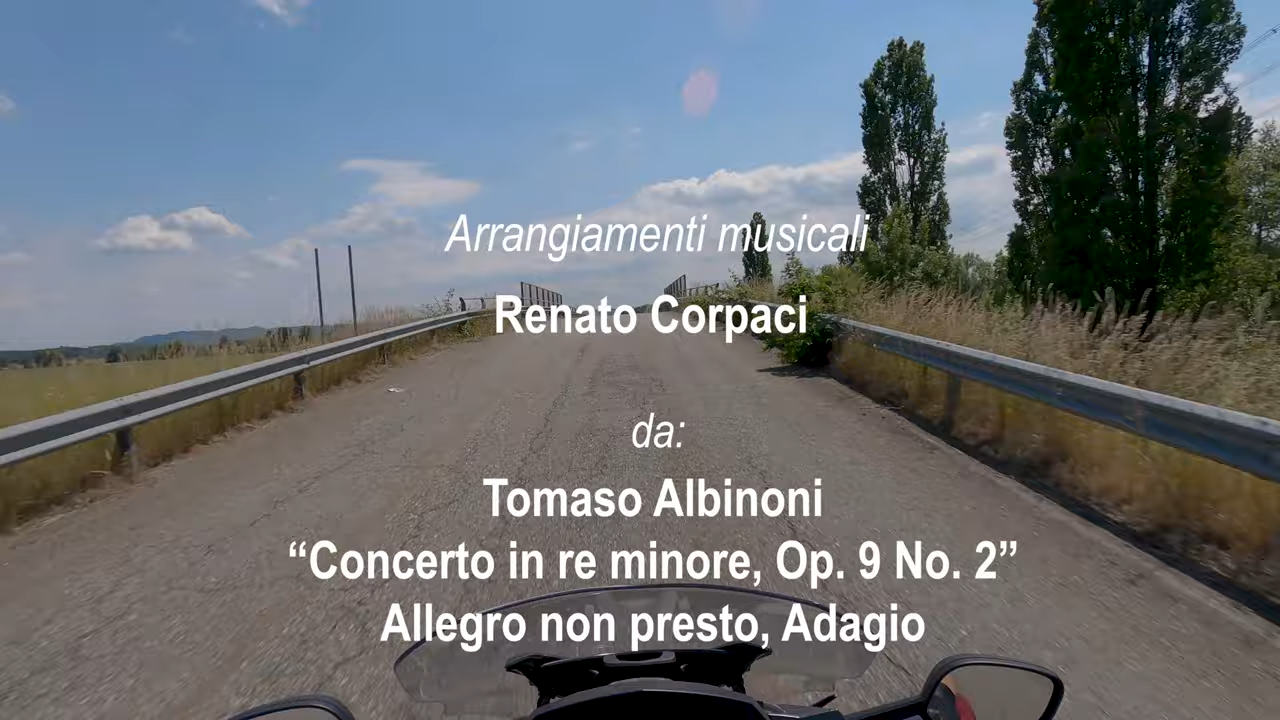 Arrangiamenti musicali
Renato Corpaci
da:
Tomaso Albinoni
“Concerto in re minore, Op. 9 No. 2”
Allegro non presto, Adagio